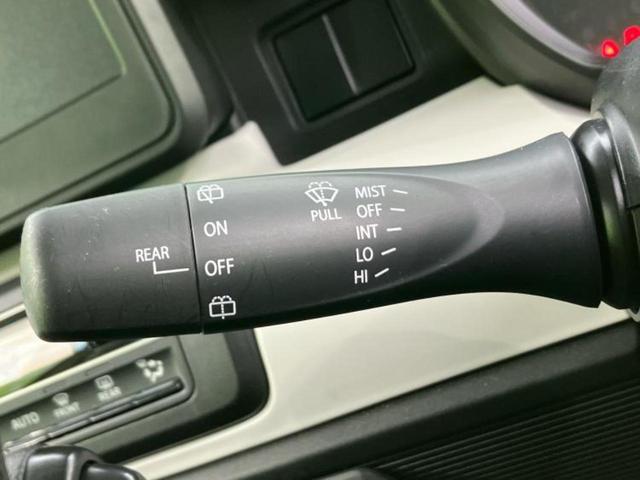 MIST
OFF
INT
LO
HI
PULL
ON
OFF
REAR
AUTO
FRONT
REAR